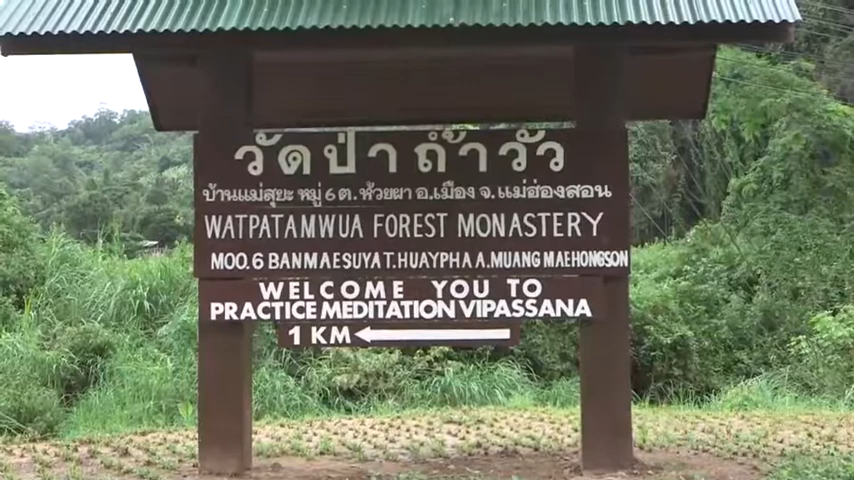 วัดป่าถ้ำวัว
บ้านแม่สุยะ หมู่ 6 ต.ห้วยผา อ.เมือง จ.แม่ฮ่องสอน
WATPATAMWUA FOREST MONASTERY
MOO.6 BANMAESUYA T.HUAYPHA A.MUANG MAEHONGSON
WELCOME YOU TO
PRACTICE MEDITATION VIPASSANA
1 KM